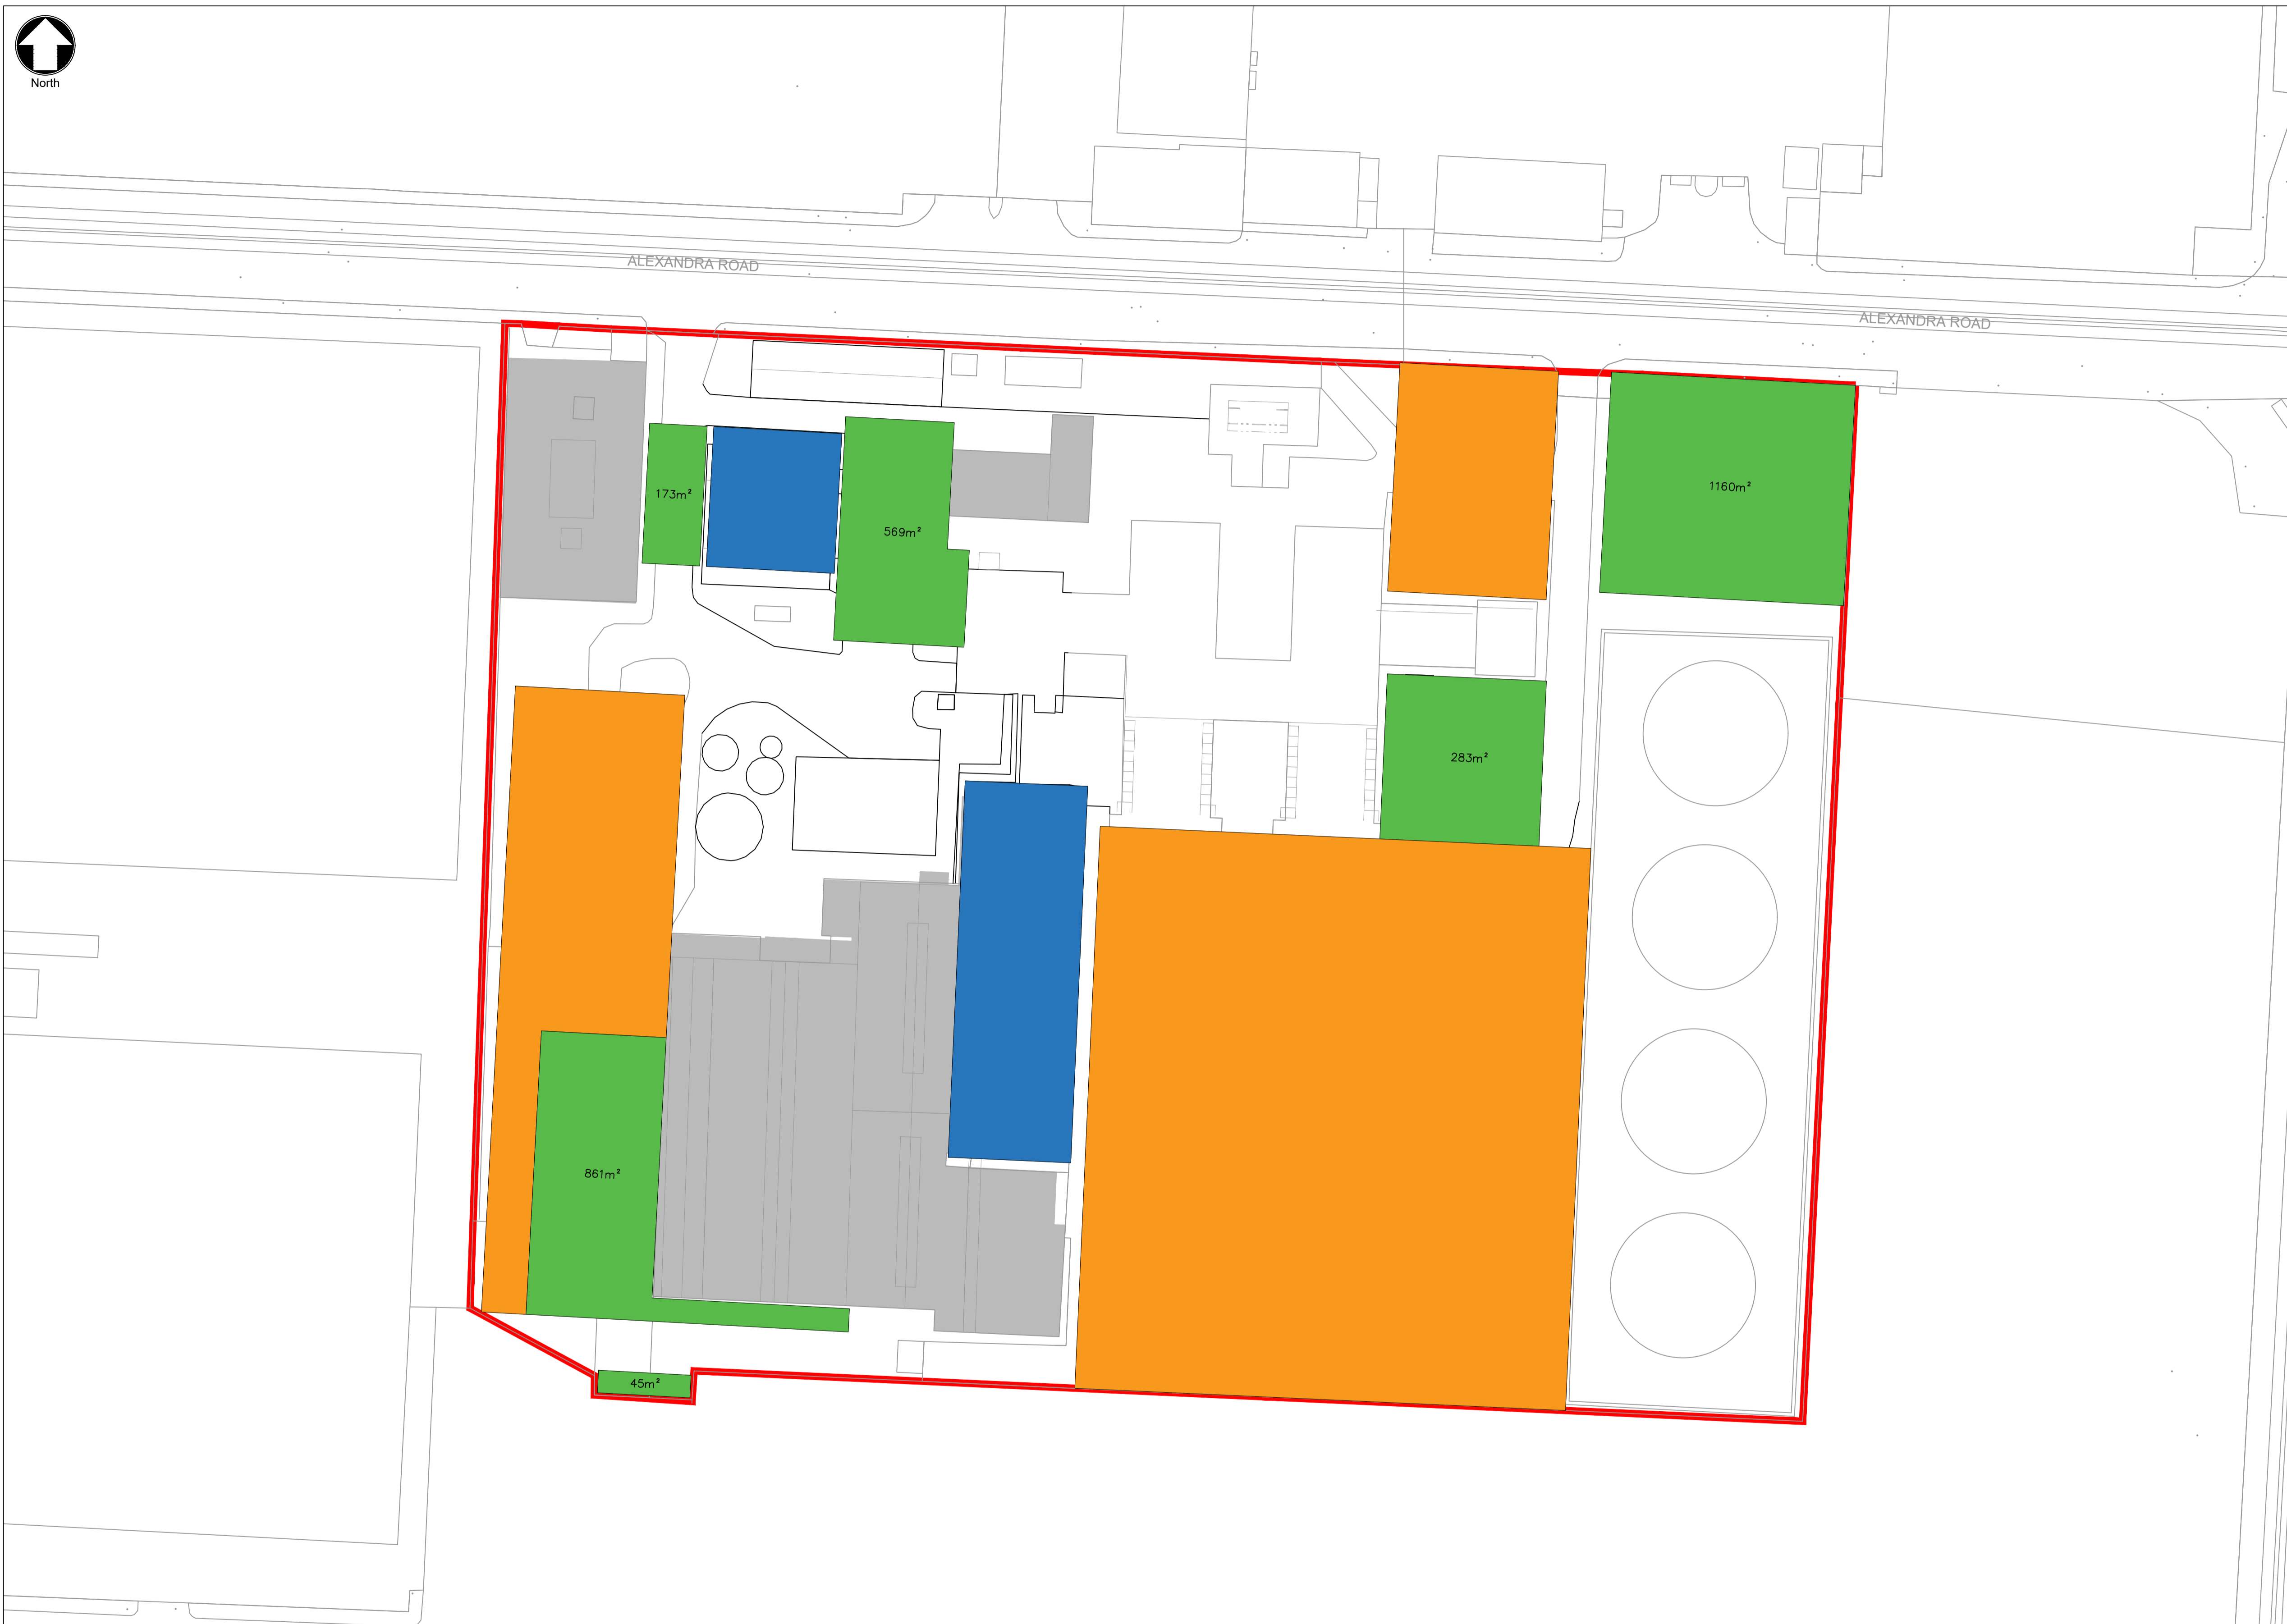 North
ALEXANDRA ROAD
ALEXANDRA ROAD
1160m²
173m²
569m²
283m²
861m²
45m²